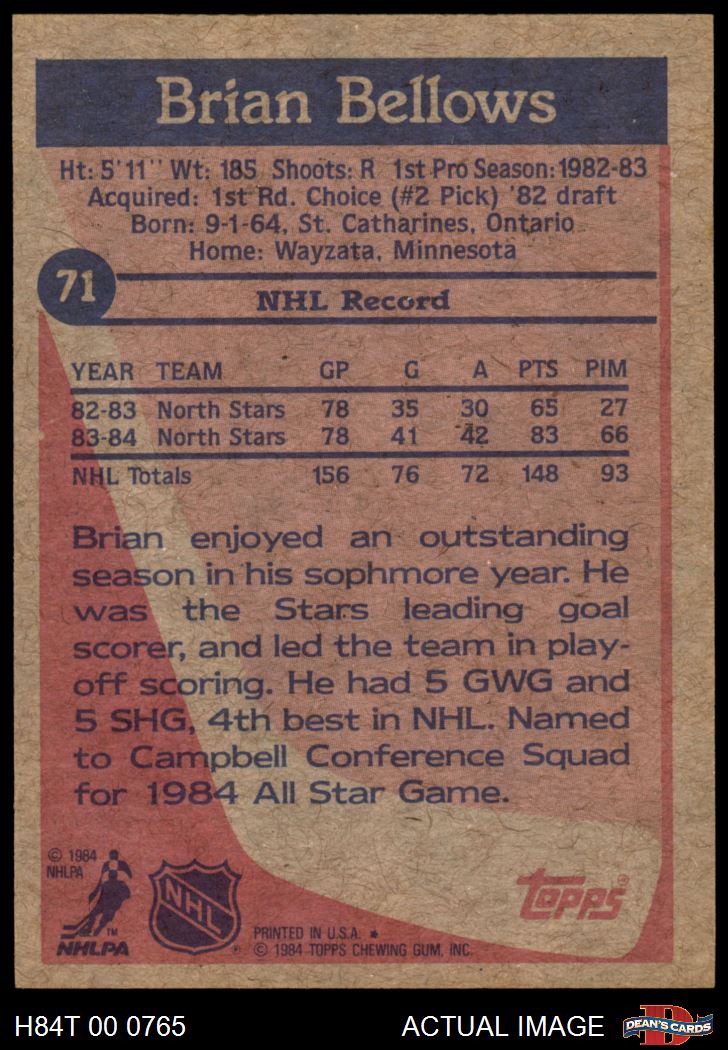 Brian Bellows
Ht: 5'11" Wt: 185 Shoots: R 1st Pro Season: 1982-83
Acquired: 1st Rd. Choice (#2 Pick) '82 draft
Born: 9-1-64, St. Catharines, Ontario
Home: Wayzata, Minnesota
71
NHL Record
YEAR TEAM GP G A PTS PIM
82-83 North Stars 78 35 30 65 27
83-84 North Stars 78 41 42 83 66
NHL Totals 156 76 72 148 93
Brian enjoyed an outstanding
season in his sophmore year. He
was the Stars leading goal
scorer, and led the team in play-
off scoring. He had 5 GWG and
5 SHG, 4th best in NHL. Named
to Campbell Conference Squad
for 1984 All Star Game.
© 1984
NHLPA
TM
NHLPA
NHL
®
topps®
PRINTED IN U.S.A. ★
© 1984 TOPPS CHEWING GUM, INC.
H84T 00 0765
ACTUAL IMAGE
D
DEAN'S CARDS